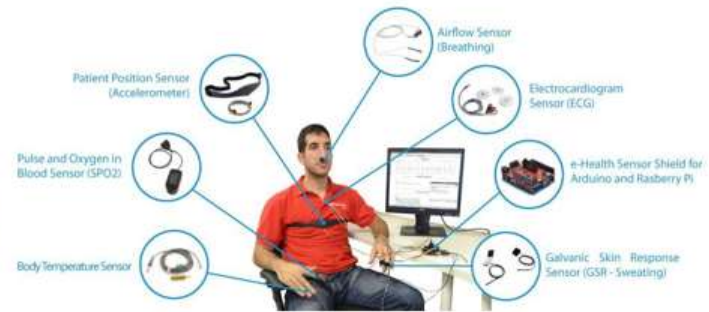 Airflow Sensor
(Breathing)
Patient Position Sensor
(Accelerometer)
Electrocardiogram
Sensor (ECG)
Pulse and Oxygen in
Blood Sensor (SPO2)
e-Health Sensor Shield for
Arduino and Rasberry Pi
Body Temperature Sensor
Galvanic Skin Response
Sensor (GSR - Sweating)